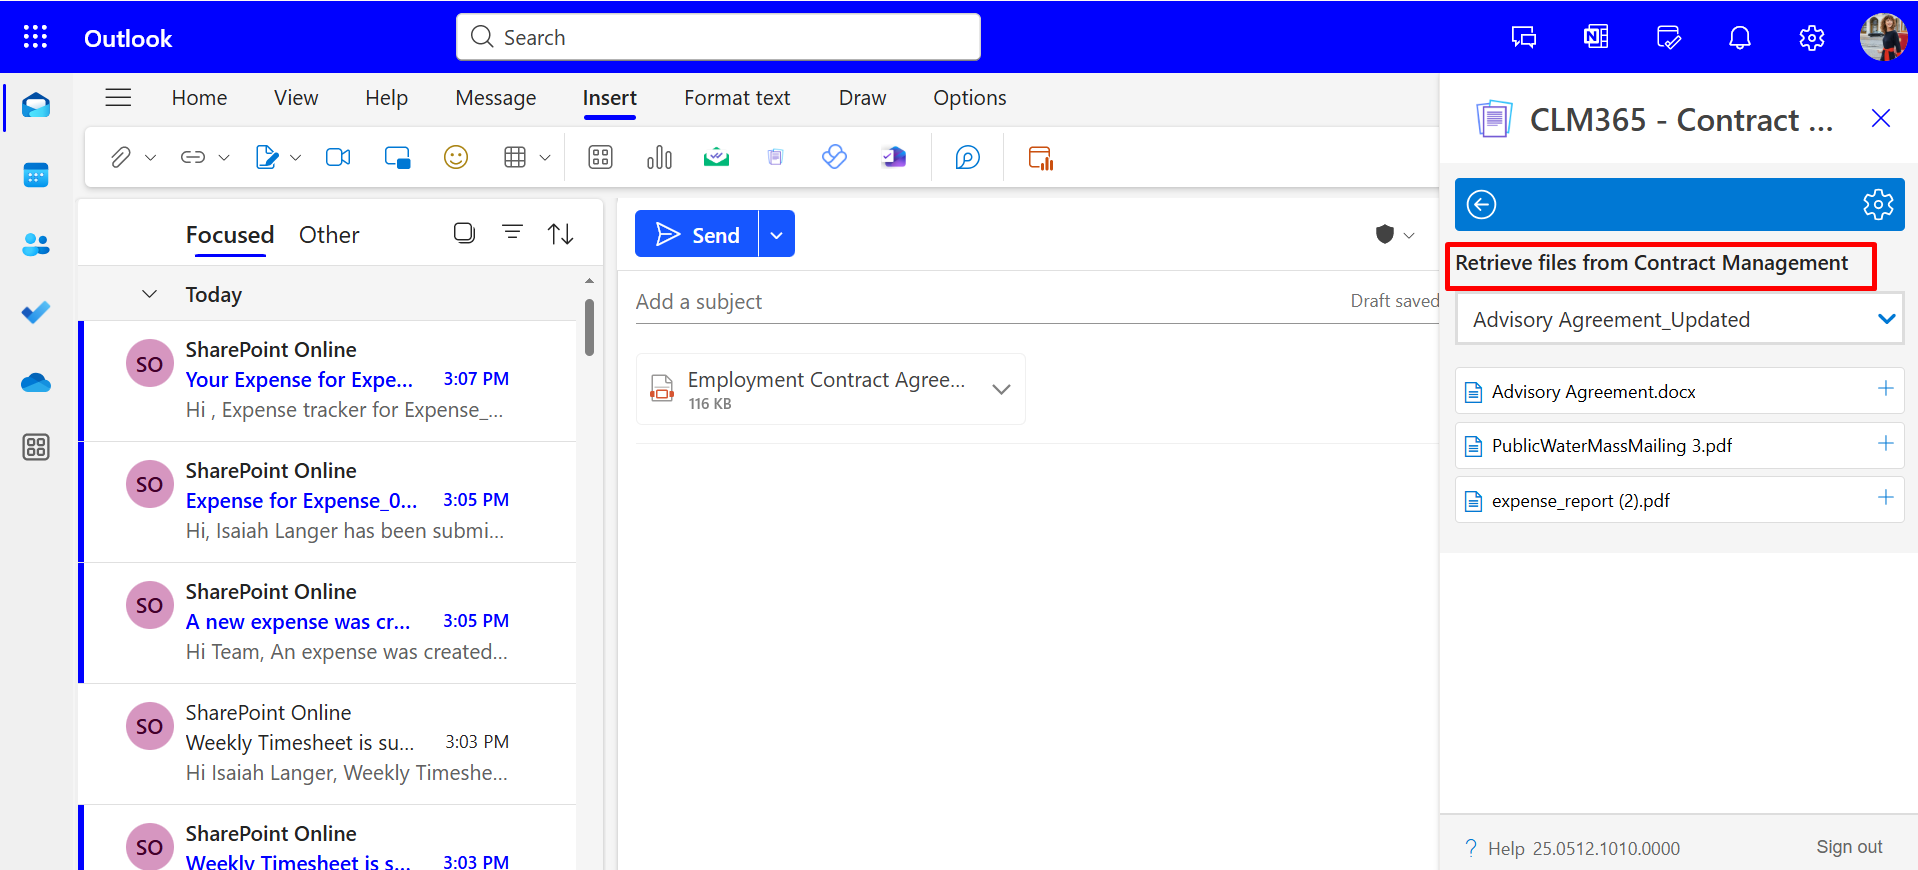 Outlook
Search
Home View Help Message Insert Format text Draw Options
Focused Other
Today
SO
SharePoint Online
Your Expense for Expe... 3:07 PM
Hi , Expense tracker for Expense_...
SO
SharePoint Online
Expense for Expense_0... 3:05 PM
Hi, Isaiah Langer has been submi...
SO
SharePoint Online
A new expense was cr... 3:05 PM
Hi Team, An expense was created...
SO
SharePoint Online
Weekly Timesheet is su... 3:03 PM
Hi Isaiah Langer, Weekly Timeshe...
SO
SharePoint Online
Weekly Timesheet is s... 3:03 PM
Send
Add a subject Draft saved
Employment Contract Agree...
116 KB
CLM365 - Contract ...
Retrieve files from Contract Management
Advisory Agreement_Updated
Advisory Agreement.docx
PublicWaterMassMailing 3.pdf
expense_report (2).pdf
? Help 25.0512.1010.0000 Sign out